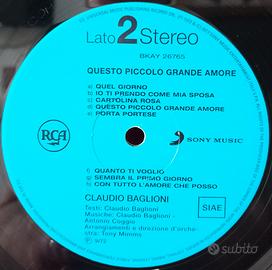 Lato 2 Stereo
BKAY 26765
QUESTO PICCOLO GRANDE AMORE
a) QUEL GIORNO
b) IO TI PRENDO COME MIA SPOSA
c) CARTOLINA ROSA
d) QUESTO PICCOLO GRANDE AMORE
e) PORTA PORTESE
RCA
SONY MUSIC
f) QUANTO TI VOGLIO
g) SEMBRA IL PRIMO GIORNO
h) CON TUTTO L'AMORE CHE POSSO
CLAUDIO BAGLIONI
Testi: Claudio Baglioni
Musiche: Claudio Baglioni -
Antonio Coggio
Arrangiamenti e direzione d'orche-
stra: Tony Mimms
℗ 1972
SIAE
subito